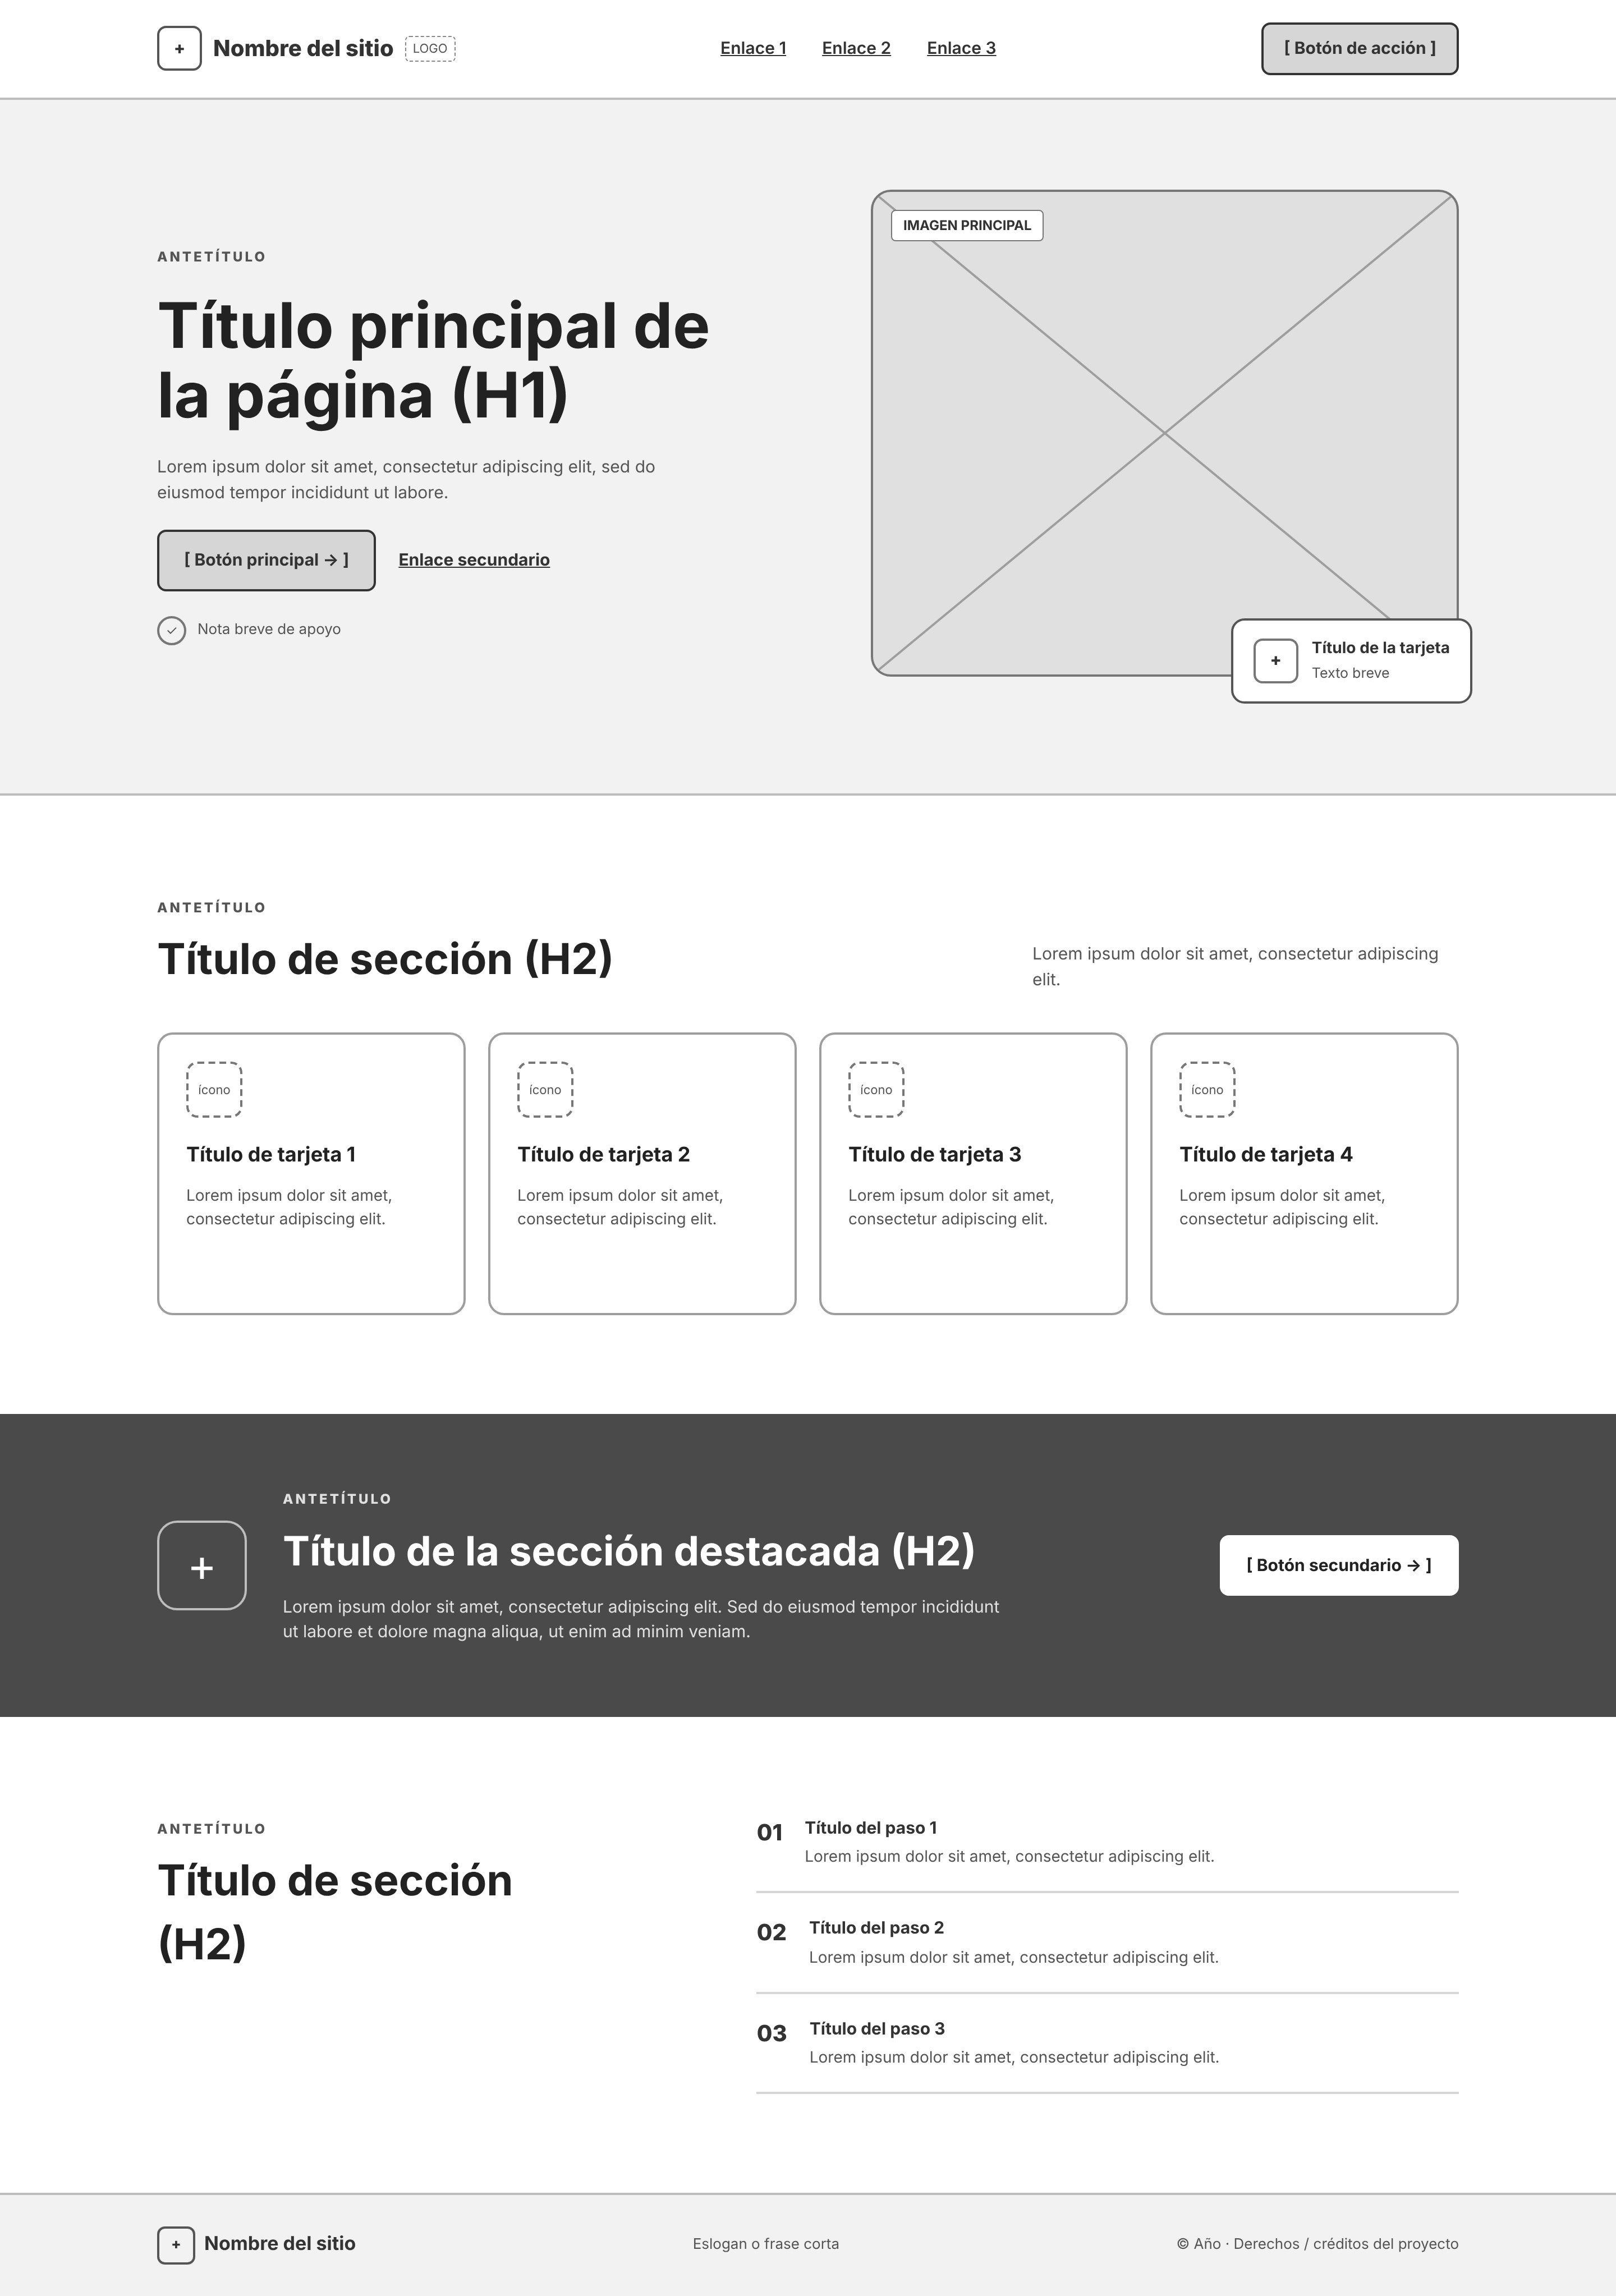 + Nombre del sitio LOGO
Enlace 1 Enlace 2 Enlace 3
[ Botón de acción ]
ANTETÍTULO
Título principal de
la página (H1)
Lorem ipsum dolor sit amet, consectetur adipiscing elit, sed do
eiusmod tempor incididunt ut labore.
[ Botón principal → ] Enlace secundario
✓ Nota breve de apoyo
IMAGEN PRINCIPAL
+ Título de la tarjeta
Texto breve
ANTETÍTULO
Título de sección (H2)
Lorem ipsum dolor sit amet, consectetur adipiscing
elit.
ícono
Título de tarjeta 1
Lorem ipsum dolor sit amet,
consectetur adipiscing elit.
ícono
Título de tarjeta 2
Lorem ipsum dolor sit amet,
consectetur adipiscing elit.
ícono
Título de tarjeta 3
Lorem ipsum dolor sit amet,
consectetur adipiscing elit.
ícono
Título de tarjeta 4
Lorem ipsum dolor sit amet,
consectetur adipiscing elit.
+
ANTETÍTULO
Título de la sección destacada (H2)
Lorem ipsum dolor sit amet, consectetur adipiscing elit. Sed do eiusmod tempor incididunt
ut labore et dolore magna aliqua, ut enim ad minim veniam.
[ Botón secundario → ]
ANTETÍTULO
Título de sección
(H2)
01 Título del paso 1
Lorem ipsum dolor sit amet, consectetur adipiscing elit.
02 Título del paso 2
Lorem ipsum dolor sit amet, consectetur adipiscing elit.
03 Título del paso 3
Lorem ipsum dolor sit amet, consectetur adipiscing elit.
+ Nombre del sitio
Eslogan o frase corta
© Año · Derechos / créditos del proyecto